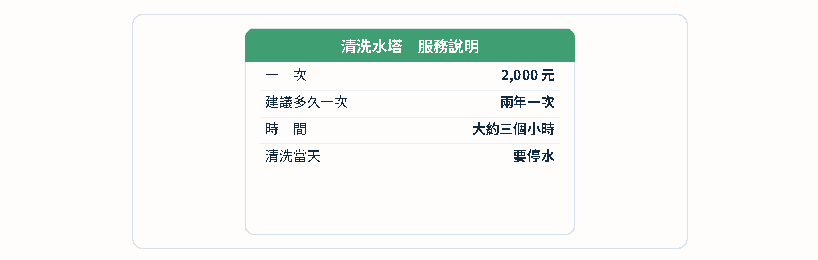 清洗水塔　服務說明
一　次　2,000 元
建議多久一次　兩年一次
時　間　大約三個小時
清洗當天　要停水